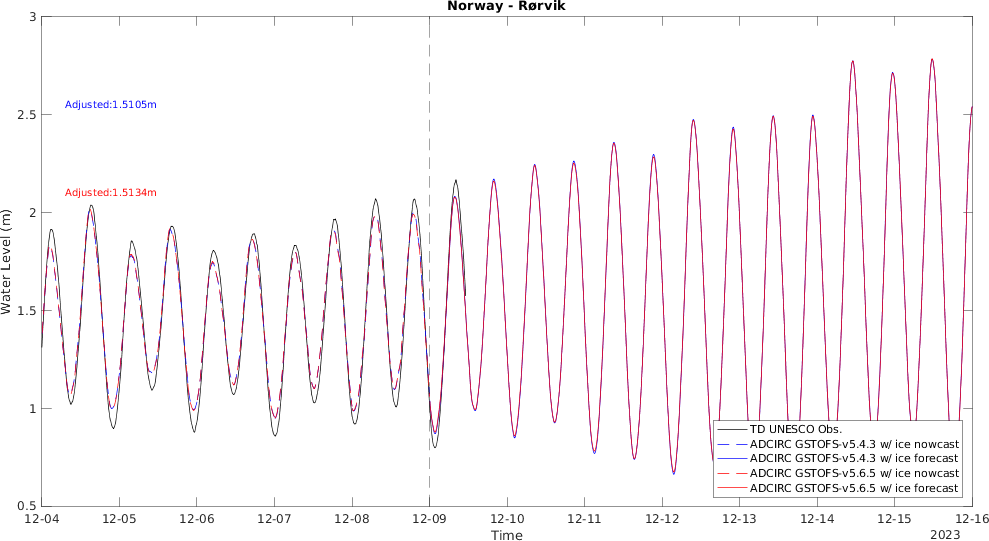 Norway - Rørvik
Water Level (m)
3
2.5
2
1.5
1
0.5
Adjusted:1.5105m
Adjusted:1.5134m
TD UNESCO Obs.
ADCIRC GSTOFS-v5.4.3 w/ ice nowcast
ADCIRC GSTOFS-v5.4.3 w/ ice forecast
ADCIRC GSTOFS-v5.6.5 w/ ice nowcast
ADCIRC GSTOFS-v5.6.5 w/ ice forecast
12-04 12-05 12-06 12-07 12-08 12-09 12-10 12-11 12-12 12-13 12-14 12-15 12-16
Time
2023